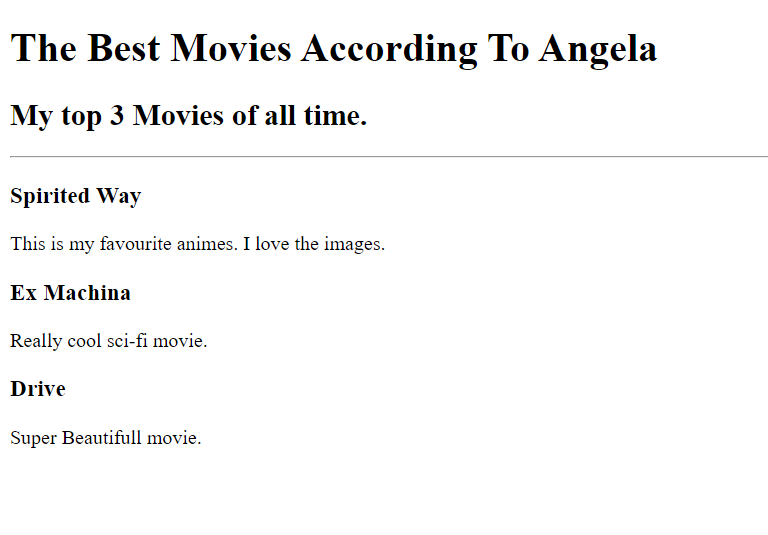 The Best Movies According To Angela
My top 3 Movies of all time.
Spirited Way
This is my favourite animes. I love the images.
Ex Machina
Really cool sci-fi movie.
Drive
Super Beautifull movie.